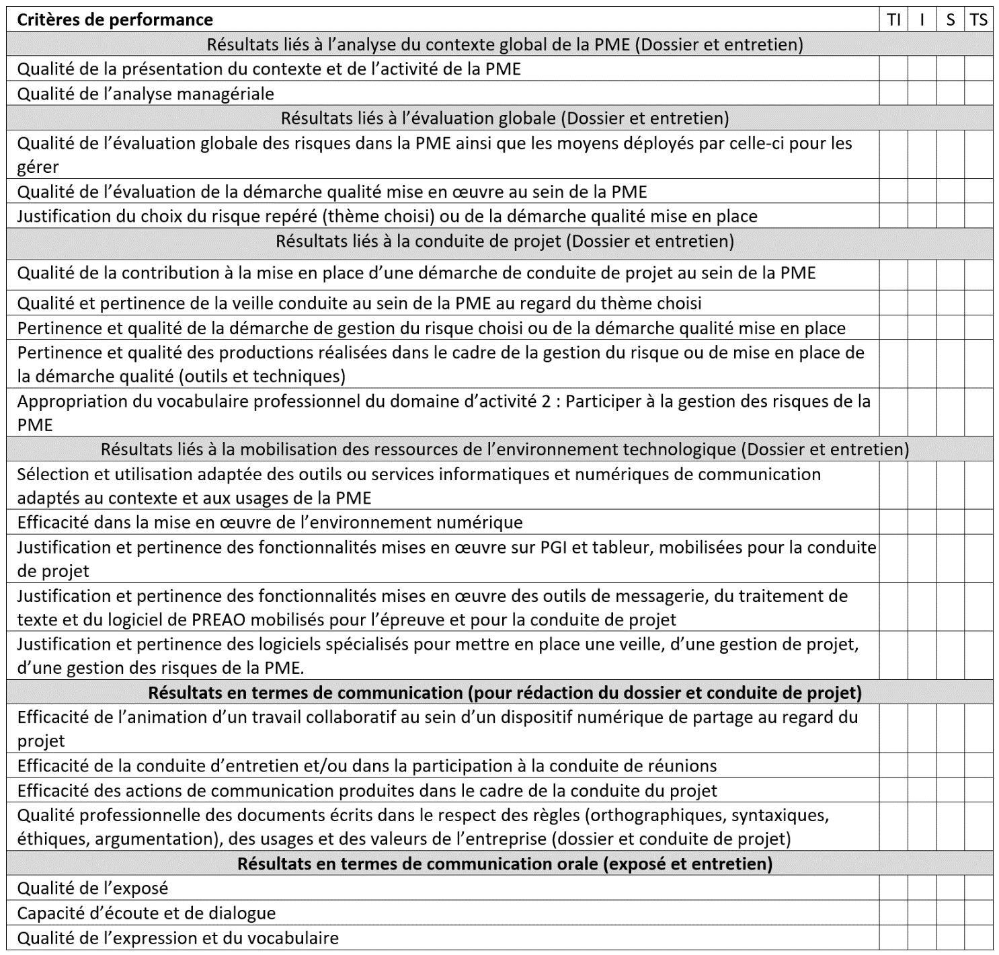 Critères de performance TI I S TS
Résultats liés à l’analyse du contexte global de la PME (Dossier et entretien)
Qualité de la présentation du contexte et de l’activité de la PME
Qualité de l’analyse managériale
Résultats liés à l’évaluation globale (Dossier et entretien)
Qualité de l’évaluation globale des risques dans la PME ainsi que les moyens déployés par celle-ci pour les
gérer
Qualité de l’évaluation de la démarche qualité mise en œuvre au sein de la PME
Justification du choix du risque repéré (thème choisi) ou de la démarche qualité mise en place
Résultats liés à la conduite de projet (Dossier et entretien)
Qualité de la contribution à la mise en place d’une démarche de conduite de projet au sein de la PME
Qualité et pertinence de la veille conduite au sein de la PME au regard du thème choisi
Pertinence et qualité de la démarche de gestion du risque choisi ou de la démarche qualité mise en place
Pertinence et qualité des productions réalisées dans le cadre de la gestion du risque ou de mise en place de
la démarche qualité (outils et techniques)
Appropriation du vocabulaire professionnel du domaine d’activité 2 : Participer à la gestion des risques de la
PME
Résultats liés à la mobilisation des ressources de l’environnement technologique (Dossier et entretien)
Sélection et utilisation adaptée des outils ou services informatiques et numériques de communication
adaptés au contexte et aux usages de la PME
Efficacité dans la mise en œuvre de l’environnement numérique
Justification et pertinence des fonctionnalités mises en œuvre sur PGI et tableur, mobilisées pour la conduite
de projet
Justification et pertinence des fonctionnalités mises en œuvre des outils de messagerie, du traitement de
texte et du logiciel de PREAO mobilisés pour l’épreuve et pour la conduite de projet
Justification et pertinence des logiciels spécialisés pour mettre en place une veille, d’une gestion de projet,
d’une gestion des risques de la PME.
Résultats en termes de communication (pour rédaction du dossier et conduite de projet)
Efficacité de l’animation d’un travail collaboratif au sein d’un dispositif numérique de partage au regard du
projet
Efficacité de la conduite d’entretien et/ou dans la participation à la conduite de réunions
Efficacité des actions de communication produites dans le cadre de la conduite du projet
Qualité professionnelle des documents écrits dans le respect des règles (orthographiques, syntaxiques,
éthiques, argumentation), des usages et des valeurs de l’entreprise (dossier et conduite de projet)
Résultats en termes de communication orale (exposé et entretien)
Qualité de l’exposé
Capacité d’écoute et de dialogue
Qualité de l’expression et du vocabulaire